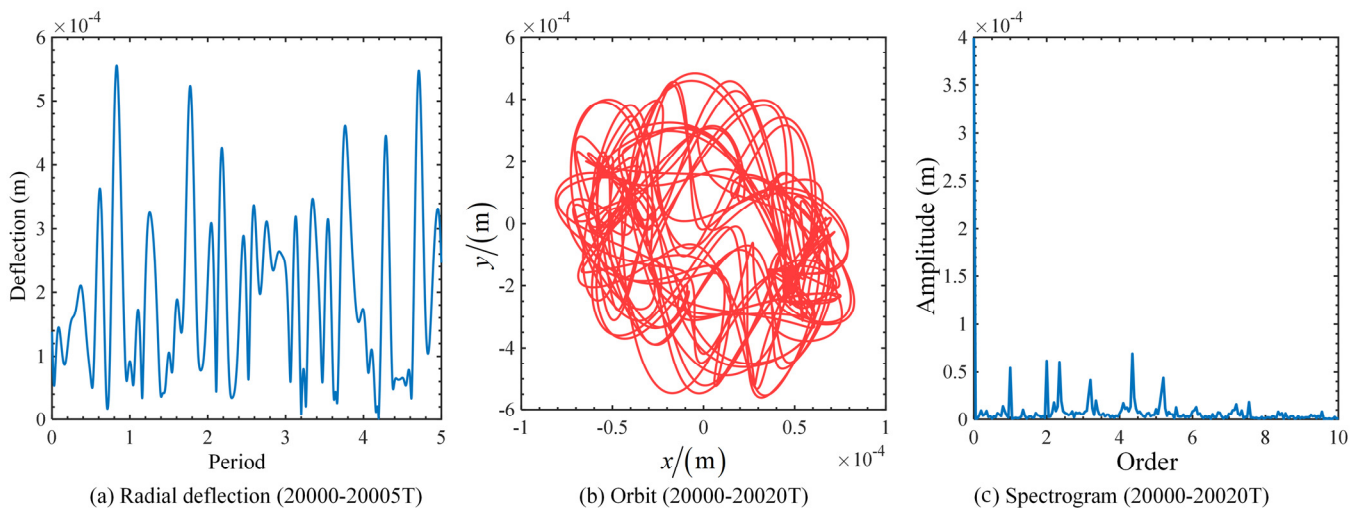 ×10⁻⁴
6
5
4
3
2
1
0
0 1 2 3 4 5
Deflection (m)
Period
(a) Radial deflection (20000-20005T)
×10⁻⁴
6
4
2
0
-2
-4
-6
-1 -0.5 0 0.5 1
y/(m)
x/(m)
×10⁻⁴
(b) Orbit (20000-20020T)
×10⁻⁴
4
3.5
3
2.5
2
1.5
1
0.5
0
0 2 4 6 8 10
Amplitude (m)
Order
(c) Spectrogram (20000-20020T)